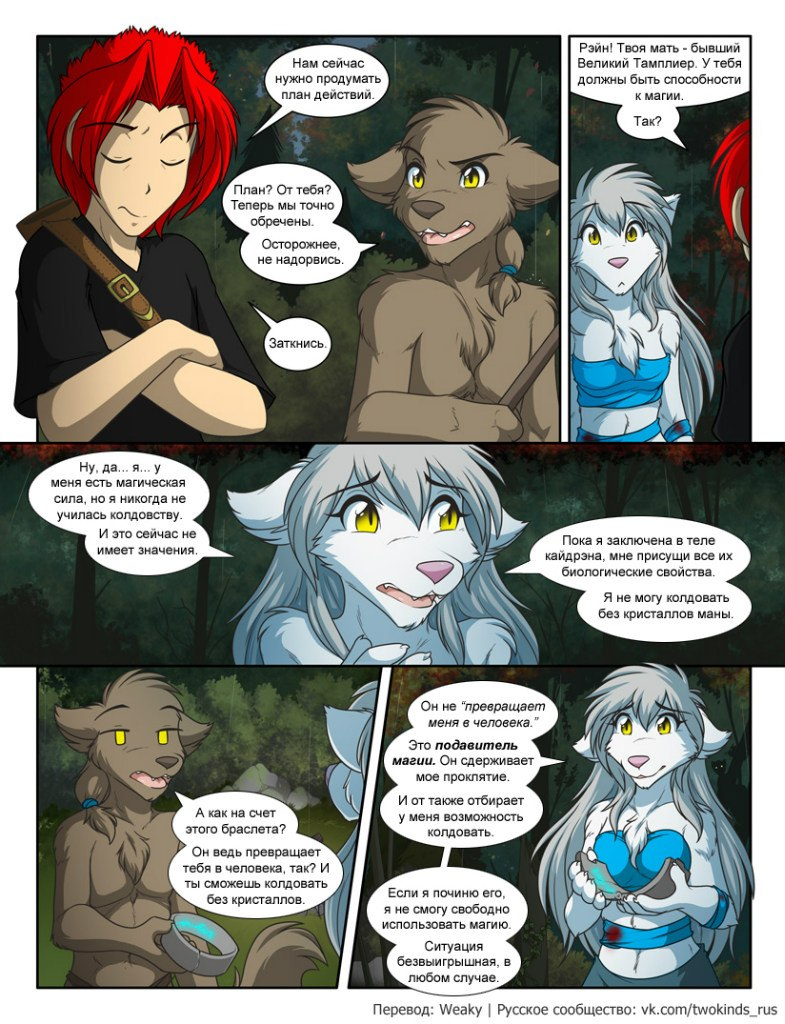 Нам сейчас
нужно продумать
план действий.
План? От тебя?
Теперь мы точно
обречены.
Осторожнее,
не надорвись.
Заткнись.
Рэйн! Твоя мать - бывший
Великий Тамплиер. У тебя
должны быть способности
к магии.
Так?
Ну, да... я... у
меня есть магическая
сила, но я никогда не
училась колдовству.
И это сейчас не
имеет значения.
Пока я заключена в теле
кайдрэна, мне присущи все их
биологические свойства.
Я не могу колдовать
без кристаллов маны.
А как на счет
этого браслета?
Он ведь превращает
тебя в человека, так? И
ты сможешь колдовать
без кристаллов.
Он не “превращает
меня в человека.”
Это подавитель
магии. Он сдерживает
мое проклятие.
И от также отбирает
у меня возможность
колдовать.
Если я починю его,
я не смогу свободно
использовать магию.
Ситуация
безвыигрышная, в
любом случае.
Перевод: Weaky | Русское сообщество: vk.com/twokinds_rus